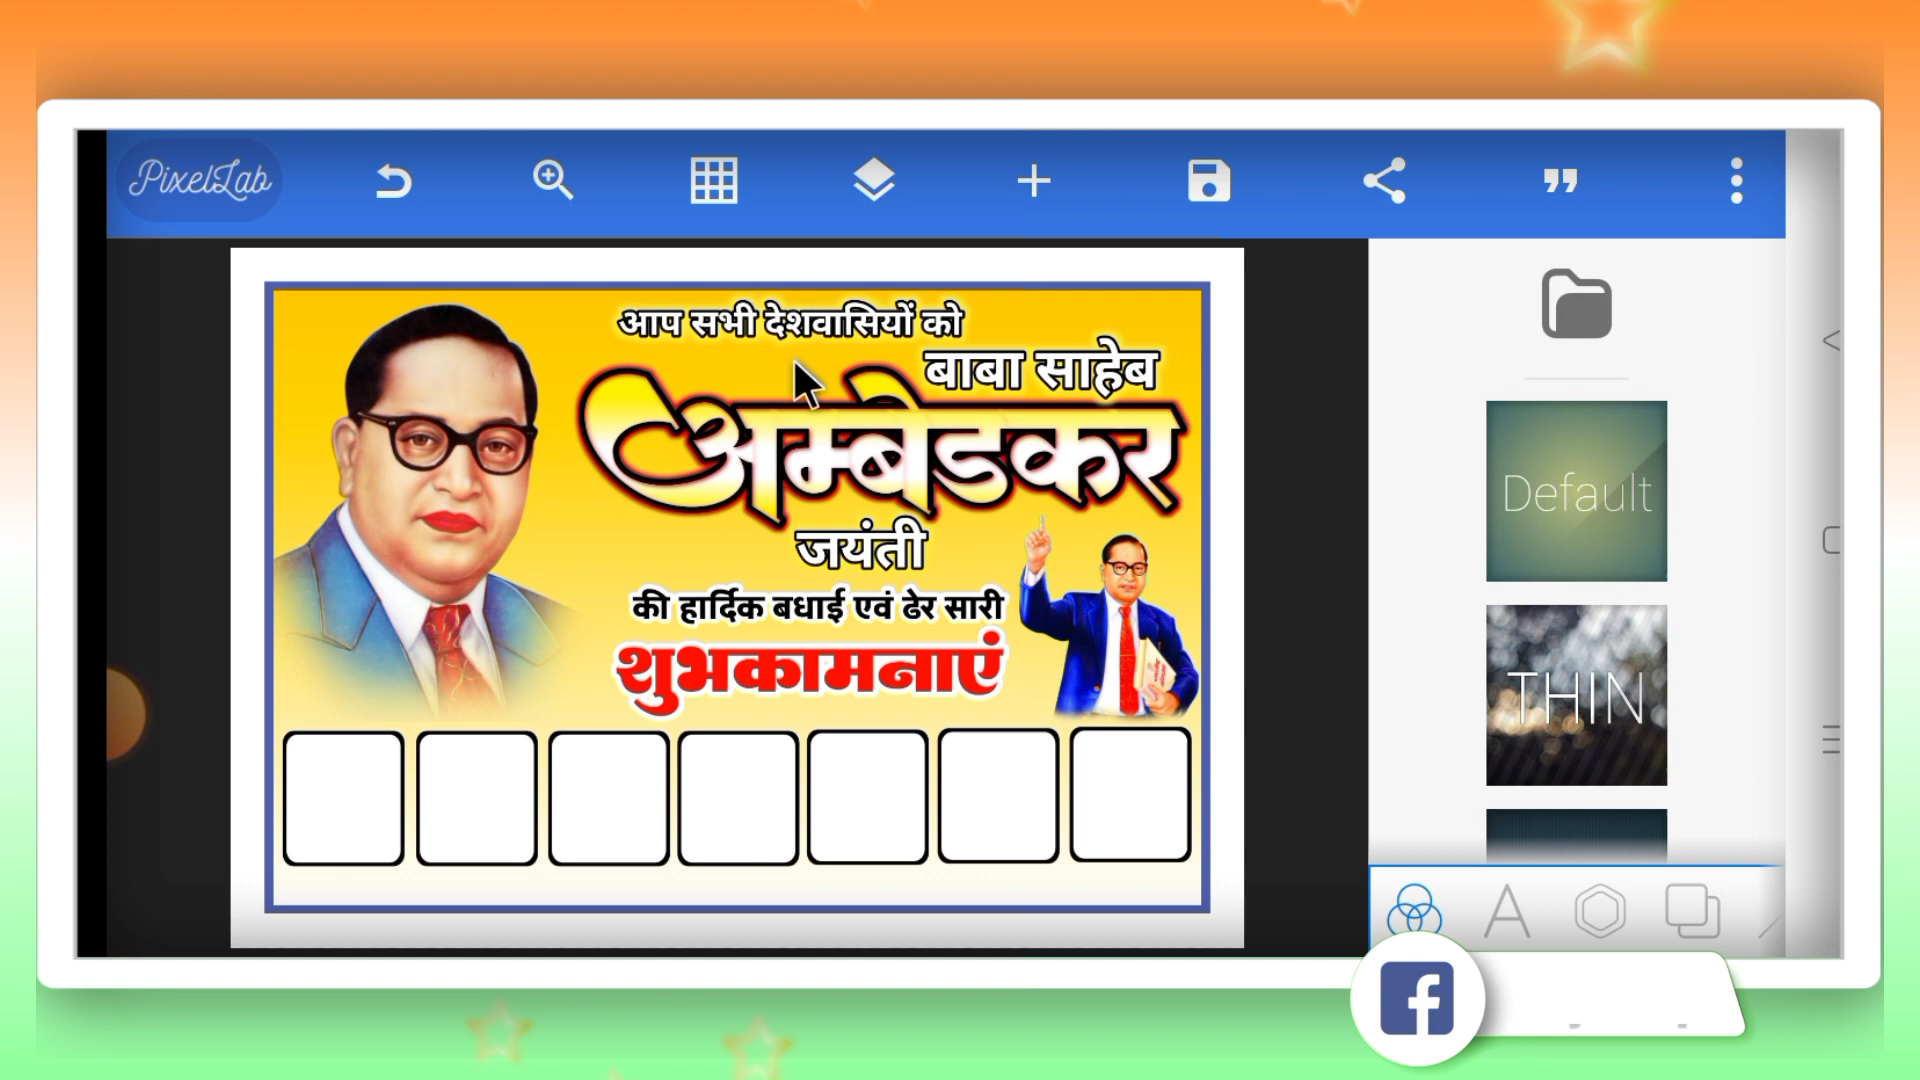 PixelLab
आप सभी देशवासियों को
बाबा साहेब
अम्बेडकर
जयंती
की हार्दिक बधाई एवं ढेर सारी
शुभकामनाएं
Default
THIN